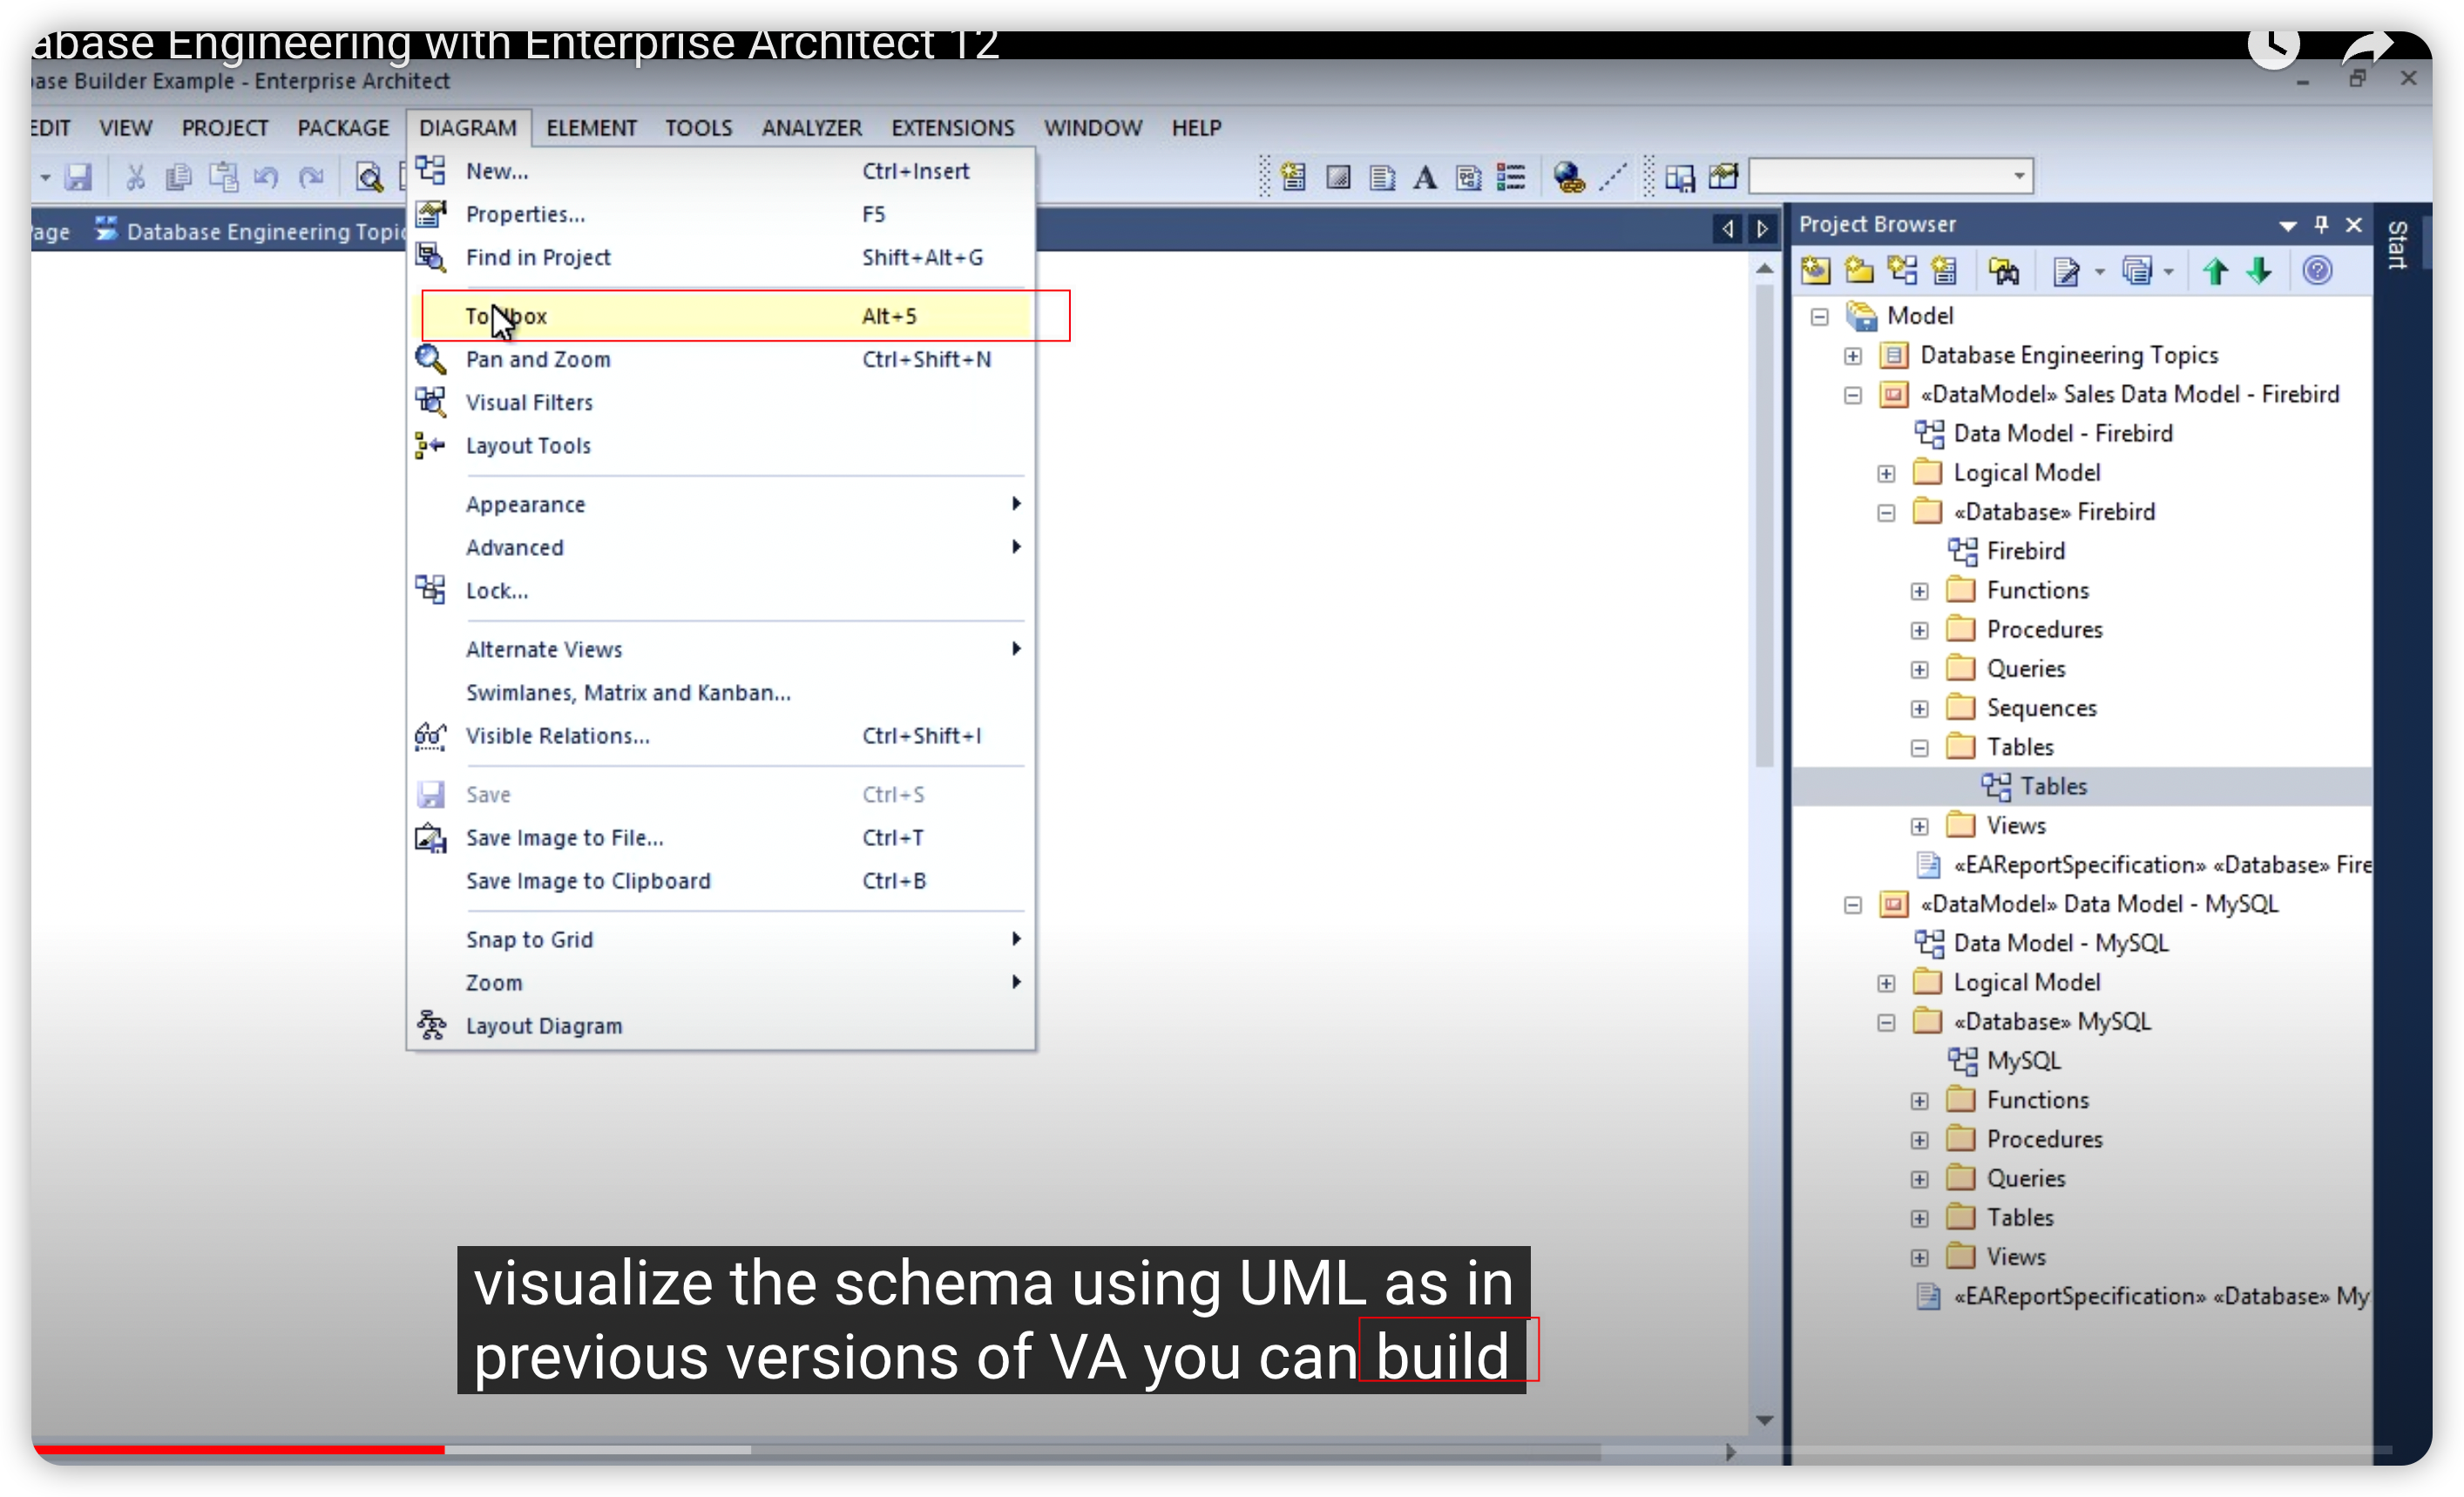 abase Engineering with Enterprise Architect 12
ase Builder Example - Enterprise Architect
EDIT VIEW PROJECT PACKAGE DIAGRAM ELEMENT TOOLS ANALYZER EXTENSIONS WINDOW HELP
New... Ctrl+Insert
Properties... F5
Find in Project Shift+Alt+G
Toolbox Alt+5
Pan and Zoom Ctrl+Shift+N
Visual Filters
Layout Tools
Appearance
Advanced
Lock...
Alternate Views
Swimlanes, Matrix and Kanban...
Visible Relations... Ctrl+Shift+I
Save Ctrl+S
Save Image to File... Ctrl+T
Save Image to Clipboard Ctrl+B
Snap to Grid
Zoom
Layout Diagram
age Database Engineering Topic
Project Browser
Start
Model
Database Engineering Topics
«DataModel» Sales Data Model - Firebird
Data Model - Firebird
Logical Model
«Database» Firebird
Firebird
Functions
Procedures
Queries
Sequences
Tables
Tables
Views
«EAReportSpecification» «Database» Fire
«DataModel» Data Model - MySQL
Data Model - MySQL
Logical Model
«Database» MySQL
MySQL
Functions
Procedures
Queries
Tables
Views
«EAReportSpecification» «Database» My
visualize the schema using UML as in
previous versions of VA you can build